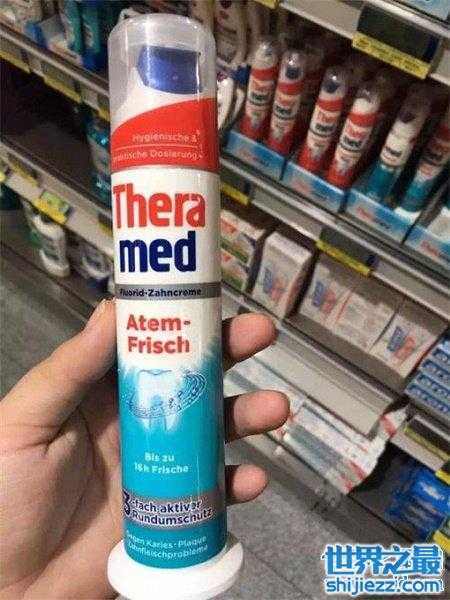 Hygienische &
praktische Dosierung
Thera
med
Fluorid-Zahncreme
Atem-
Frisch
Bis zu
16h Frische
3-fach aktiver
Rundumschutz
Gegen Karies · Plaque
Zahnfleischprobleme
世界之最
shijiezz.com